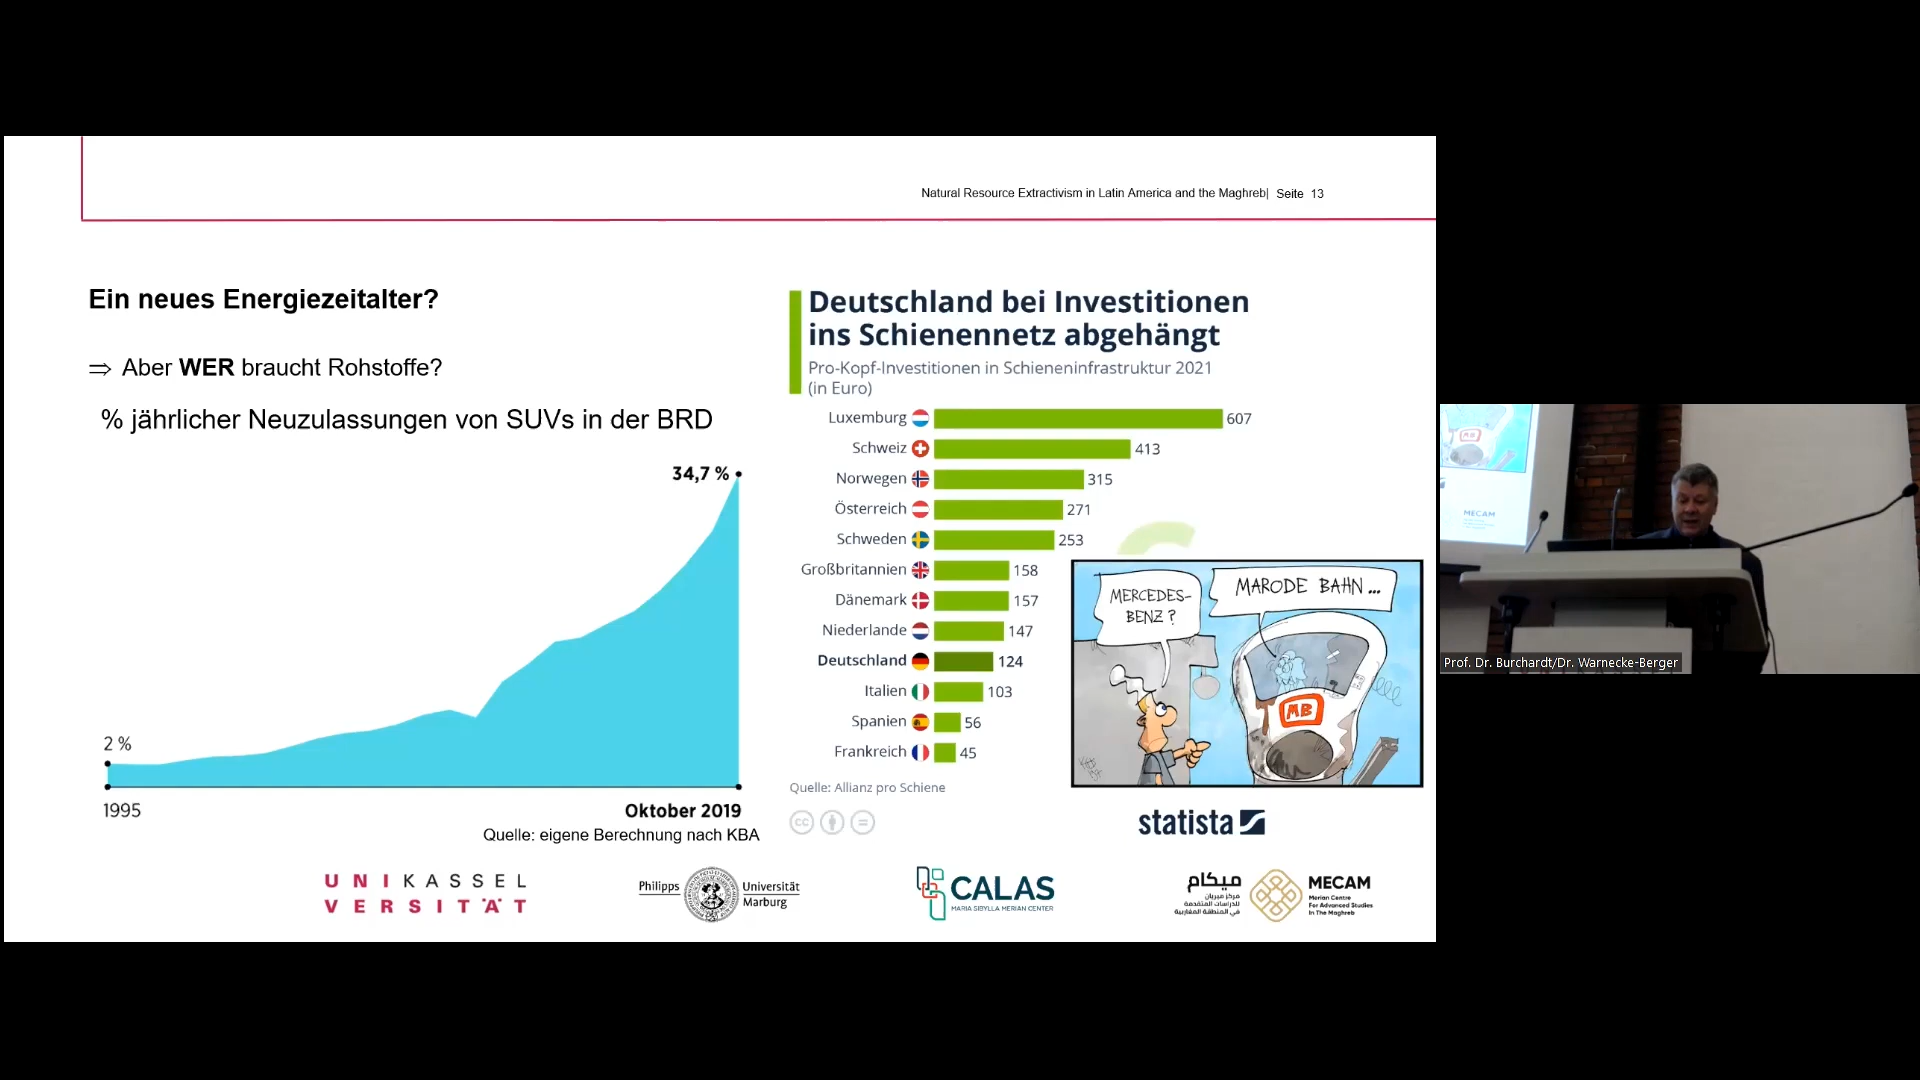 Natural Resource Extractivism in Latin America and the Maghreb| Seite 13
Ein neues Energiezeitalter?
⇒ Aber WER braucht Rohstoffe?
% jährlicher Neuzulassungen von SUVs in der BRD
34,7 %
2 %
1995
Oktober 2019
Quelle: eigene Berechnung nach KBA
Deutschland bei Investitionen
ins Schienennetz abgehängt
Pro-Kopf-Investitionen in Schieneninfrastruktur 2021
(in Euro)
Luxemburg 607
Schweiz 413
Norwegen 315
Österreich 271
Schweden 253
Großbritannien 158
Dänemark 157
Niederlande 147
Deutschland 124
Italien 103
Spanien 56
Frankreich 45
Quelle: Allianz pro Schiene
cc
statista
MERCEDES-
BENZ?
MARODE BAHN...
MB
UNIKASSEL
VERSITÄT
Philipps Universität
Marburg
CALAS
MARIA SIBYLLA MERIAN CENTER
ميكام
مركز ميريان
للدراسات المتقدمة
في المنطقة المغاربية
MECAM
Merian Centre
For Advanced Studies
In The Maghreb
MB
MECAM
Prof. Dr. Burchardt/Dr. Warnecke-Berger